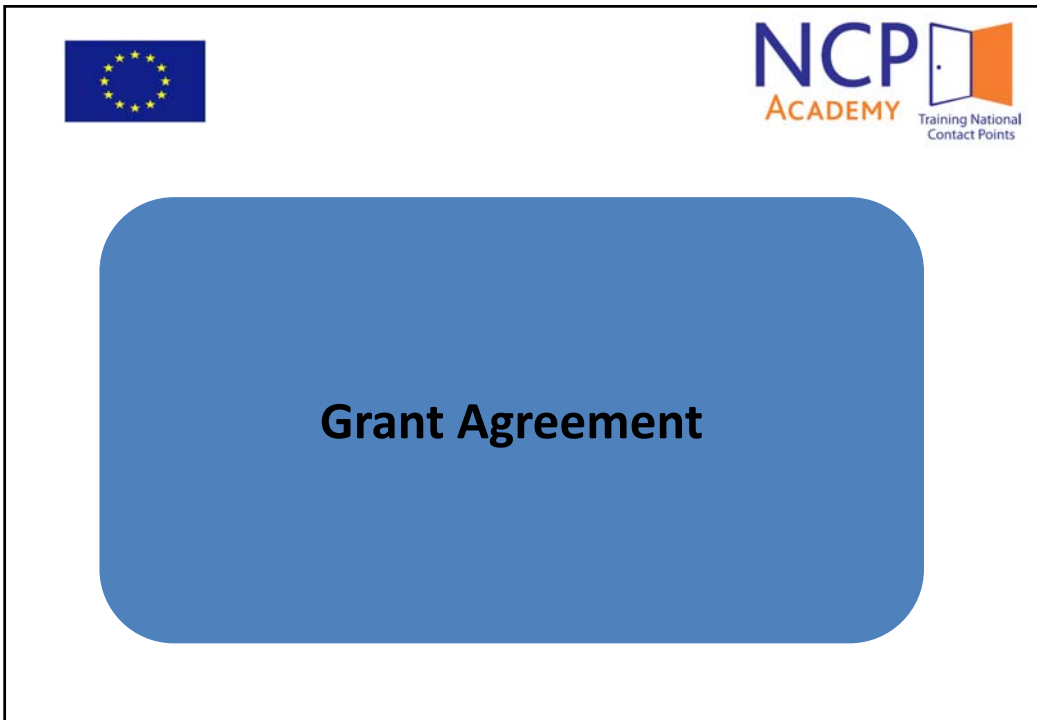 NCP
ACADEMY
Training National
Contact Points
Grant Agreement